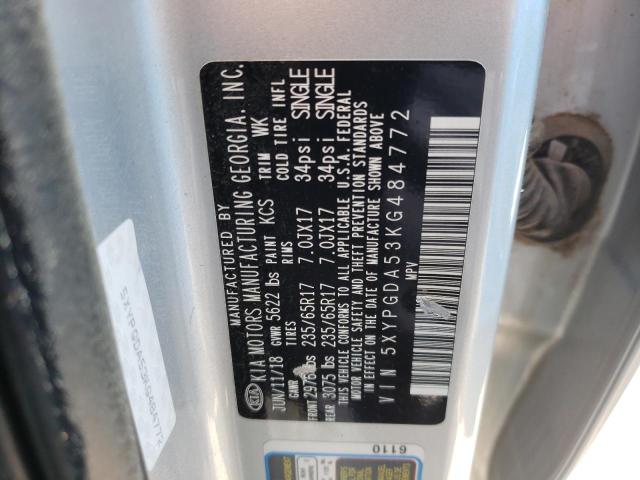 MANUFACTURED BY
KIA KIA MOTORS MANUFACTURING GEORGIA. INC.
JUN/11/18 GVWR 5622 lbs PAINT KCS TRIM WK
GAWR TIRES RIMS COLD TIRE INFL
FRONT 2976 lbs 235/65R17 7.0JX17 34psi SINGLE
REAR 3075 lbs 235/65R17 7.0JX17 34psi SINGLE
THIS VEHICLE CONFORMS TO ALL APPLICABLE U.S.A. FEDERAL
MOTOR VEHICLE SAFETY AND THEFT PREVENTION STANDARDS
IN EFFECT ON THE DATE OF MANUFACTURE SHOWN ABOVE
VIN 5XYPGDA53KG484772
MPV
5XYPGDA53KG484772
6110